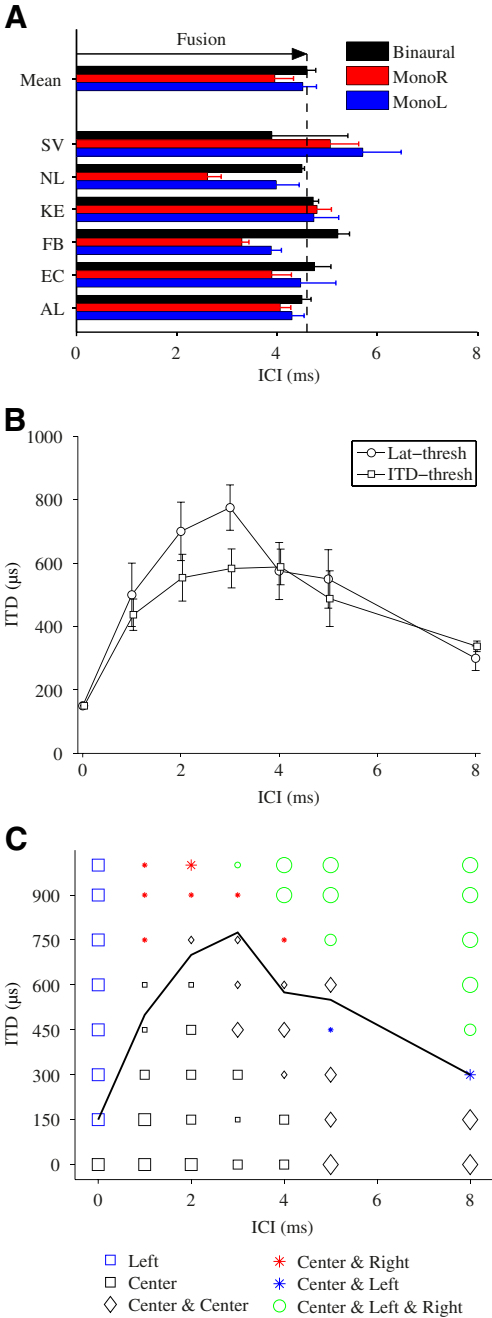 A
Fusion
Binaural
MonoR
MonoL
Mean
SV
NL
KE
FB
EC
AL
0 2 4 6 8
ICI (ms)
B
1000
800
600
400
200
0
ITD (µs)
Lat−thresh
ITD−thresh
0 2 4 6 8
ICI (ms)
C
900
750
600
450
300
150
0
ITD (µs)
0 2 4 6 8
ICI (ms)
Left
Center
Center & Center
Center & Right
Center & Left
Center & Left & Right